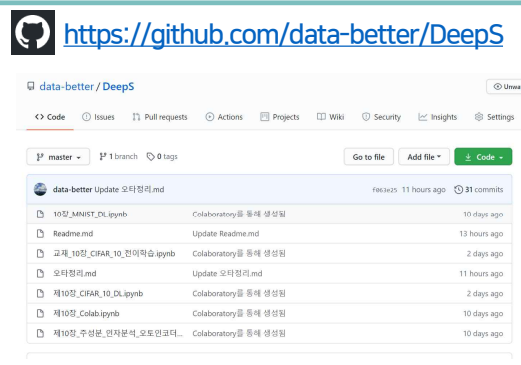 https://github.com/data-better/DeepS
data-better / DeepS
Unwa
Code Issues Pull requests Actions Projects Wiki Security Insights Settings
master 1 branch 0 tags Go to file Add file Code
data-better Update 오타정리.md 11 hours ago 31 commits
10장_MNIST_DL.ipynb Colaboratory를 통해 생성됨 10 days ago
Readme.md Update Readme.md 13 hours ago
교재_10장_CIFAR_10_전이학습.ipynb Colaboratory를 통해 생성됨 2 days ago
오타정리.md Update 오타정리.md 11 hours ago
제10장_CIFAR_10_DL.ipynb Colaboratory를 통해 생성됨 2 days ago
제10장_Colab.ipynb Colaboratory를 통해 생성됨 10 days ago
제10장_주성분_인자분석_오토인코더... Colaboratory를 통해 생성됨 10 days ago